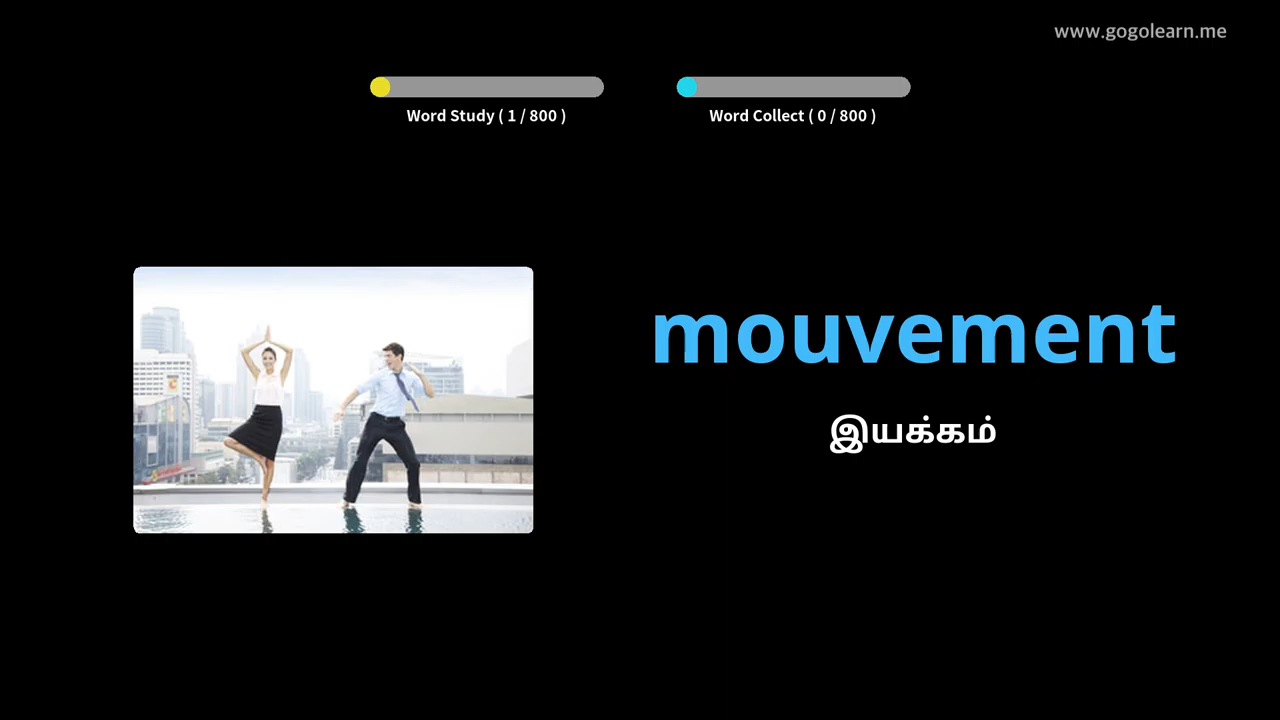 www.gogolearn.me
Word Study ( 1 / 800 )
Word Collect ( 0 / 800 )
mouvement
இயக்கம்